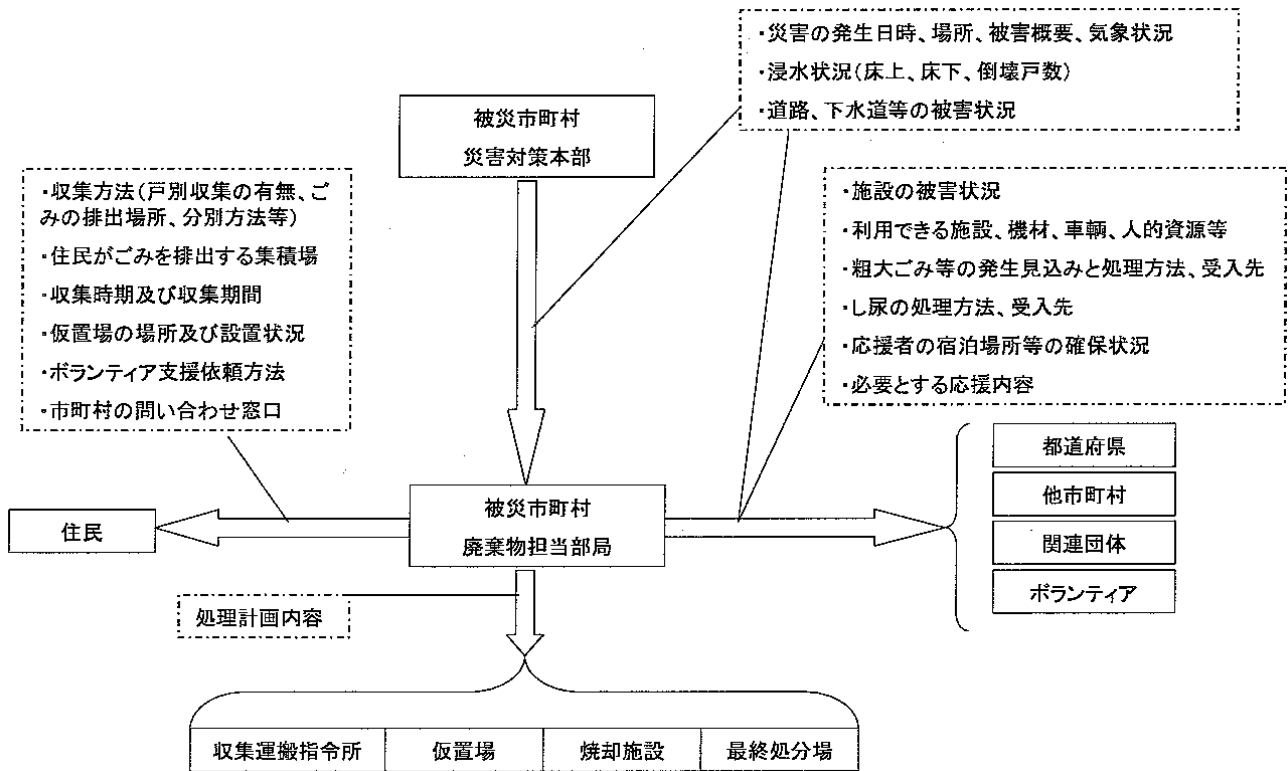 ・災害の発生日時、場所、被害概要、気象状況
・浸水状況(床上、床下、倒壊戸数)
・道路、下水道等の被害状況
被災市町村
災害対策本部
・収集方法(戸別収集の有無、ご
みの排出場所、分別方法等)
・住民がごみを排出する集積場
・収集時期及び収集期間
・仮置場の場所及び設置状況
・ボランティア支援依頼方法
・市町村の問い合わせ窓口
・施設の被害状況
・利用できる施設、機材、車輌、人的資源等
・粗大ごみ等の発生見込みと処理方法、受入先
・し尿の処理方法、受入先
・応援者の宿泊場所等の確保状況
・必要とする応援内容
住民
被災市町村
廃棄物担当部局
都道府県
他市町村
関連団体
ボランティア
処理計画内容
収集運搬指令所
仮置場
焼却施設
最終処分場